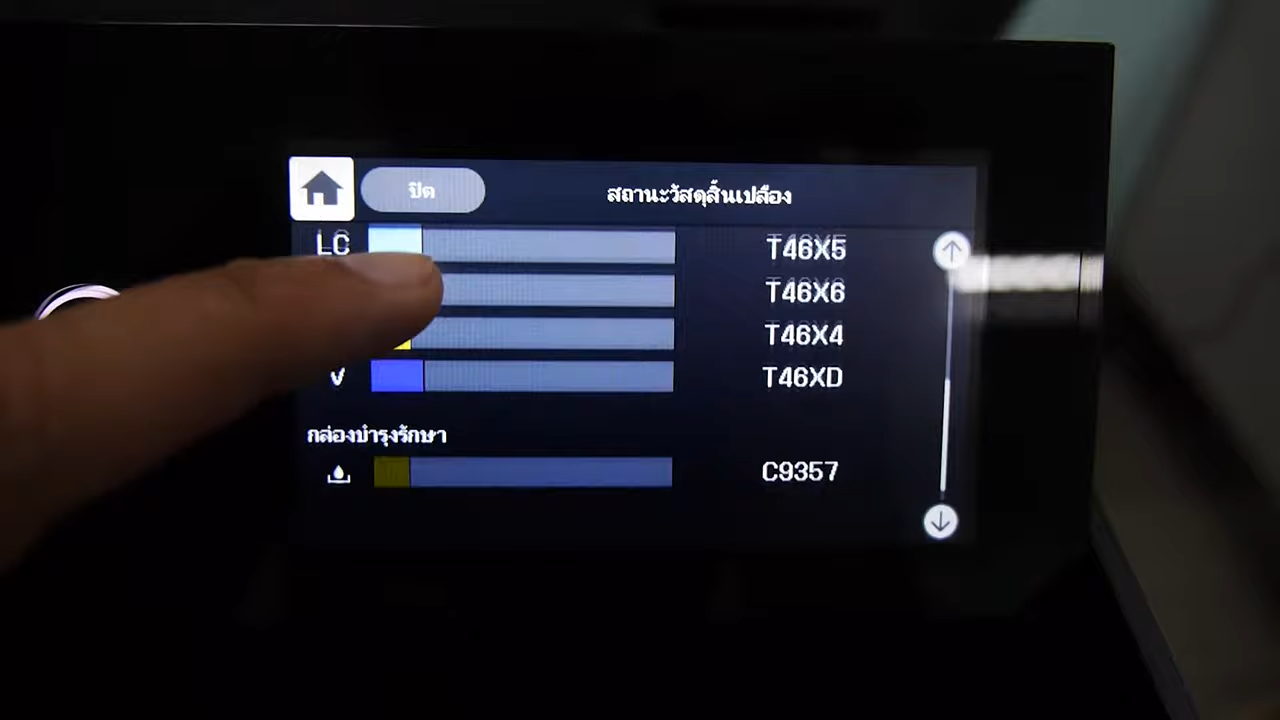 ปิด สถานะวัสดุสิ้นเปลือง
LC T46X5
T46X6
T46X4
V T46XD
กล่องบำรุงรักษา
C9357